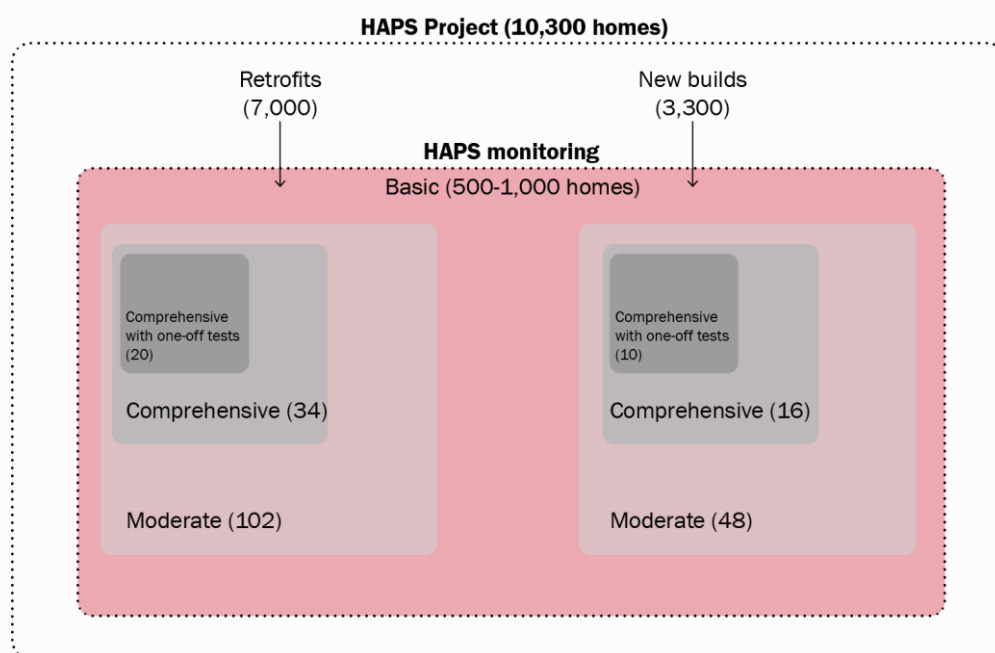 HAPS Project (10,300 homes)
Retrofits
(7,000)
New builds
(3,300)
HAPS monitoring
Basic (500-1,000 homes)
Comprehensive
with one-off tests
(20)
Comprehensive (34)
Moderate (102)
Comprehensive
with one-off tests
(10)
Comprehensive (16)
Moderate (48)